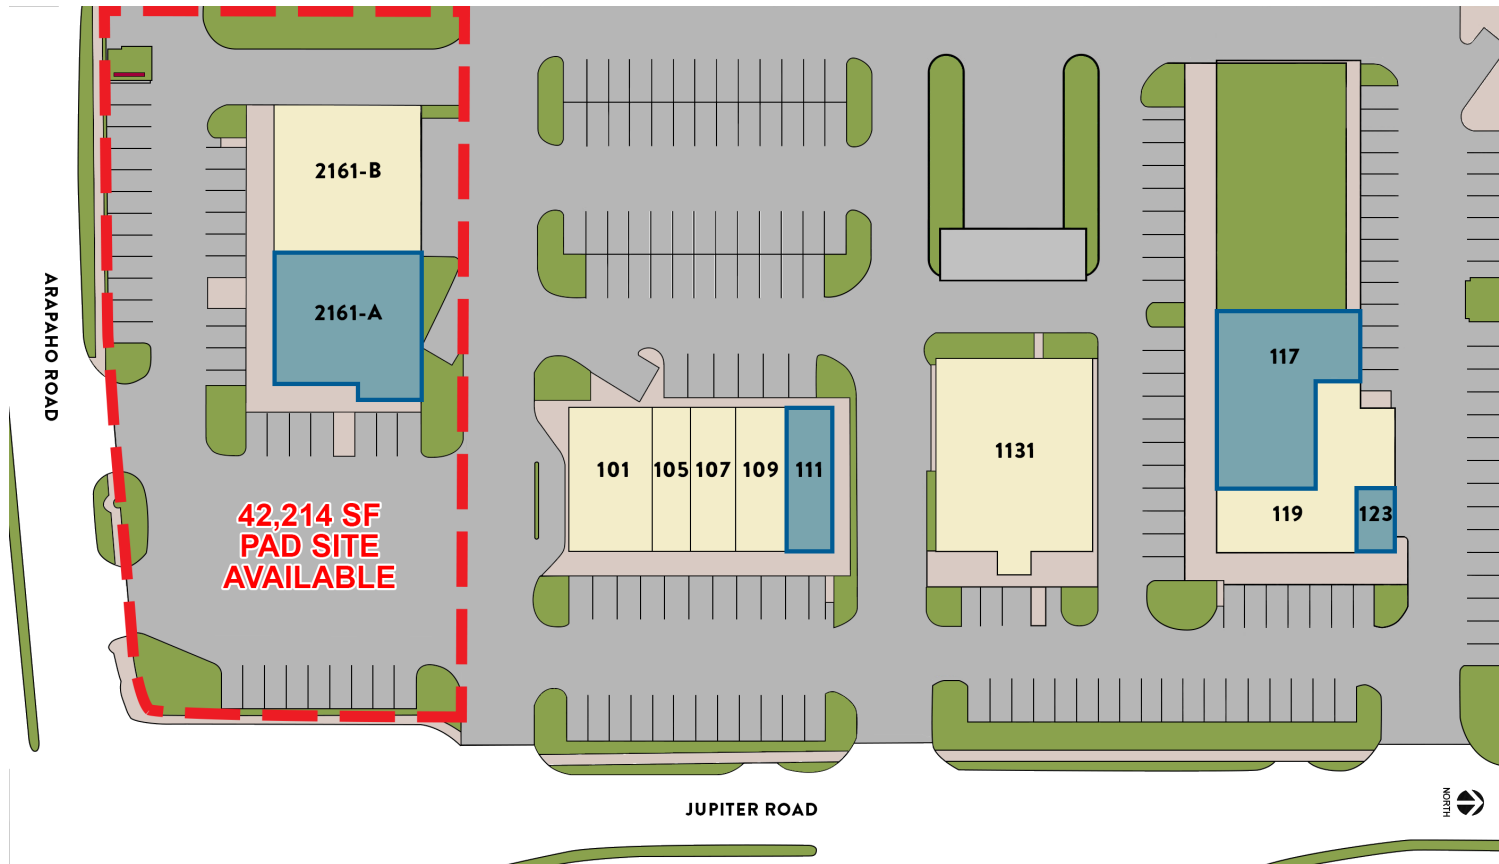 2161-B
2161-A
ARAPAHO ROAD
42,214 SF
PAD SITE
AVAILABLE
101
105
107
109
111
1131
117
119
123
JUPITER ROAD
NORTH